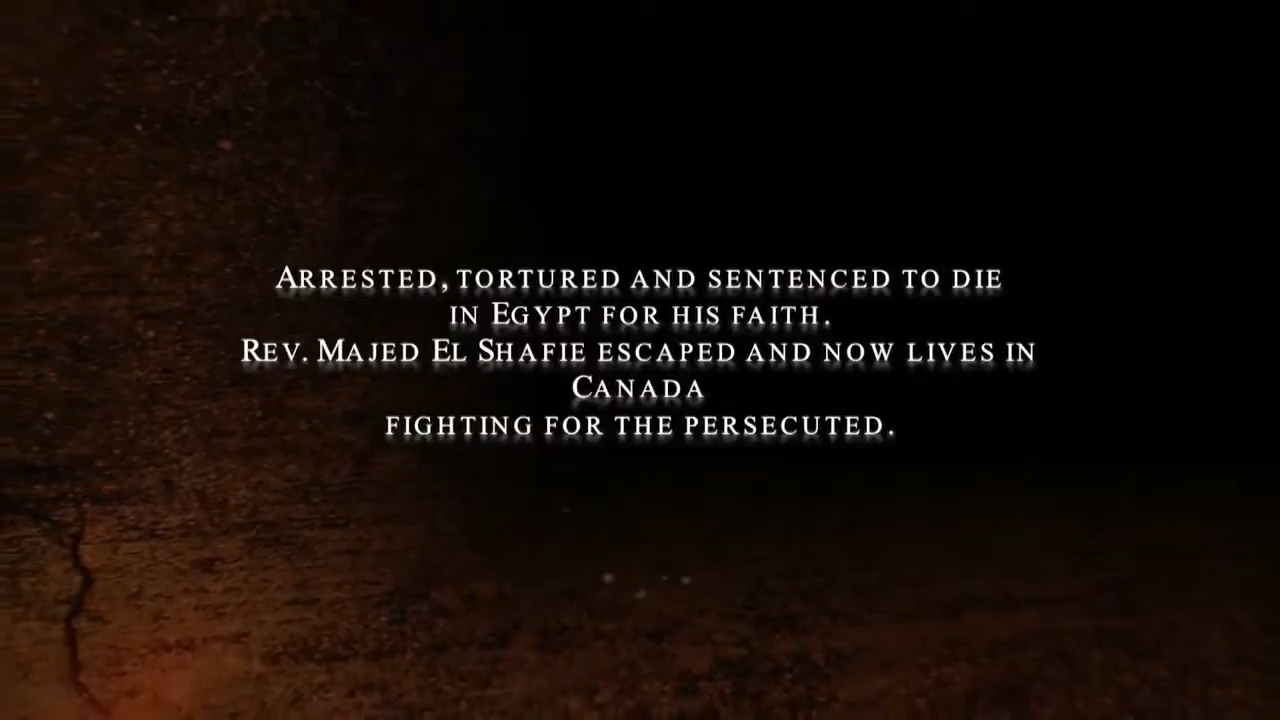 Arrested, tortured and sentenced to die
in Egypt for his faith.
Rev. Majed El Shafie escaped and now lives in
Canada
fighting for the persecuted.